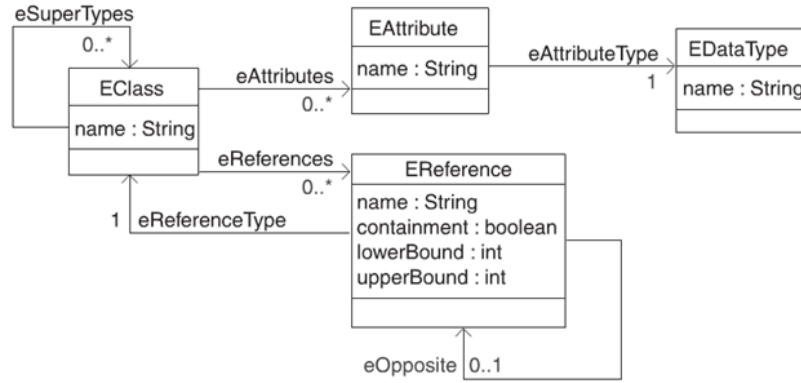 eSuperTypes
0..*
EClass
name : String
eAttributes
0..*
EAttribute
name : String
eAttributeType
1
EDataType
name : String
eReferences
0..*
1 eReferenceType
EReference
name : String
containment : boolean
lowerBound : int
upperBound : int
eOpposite 0..1